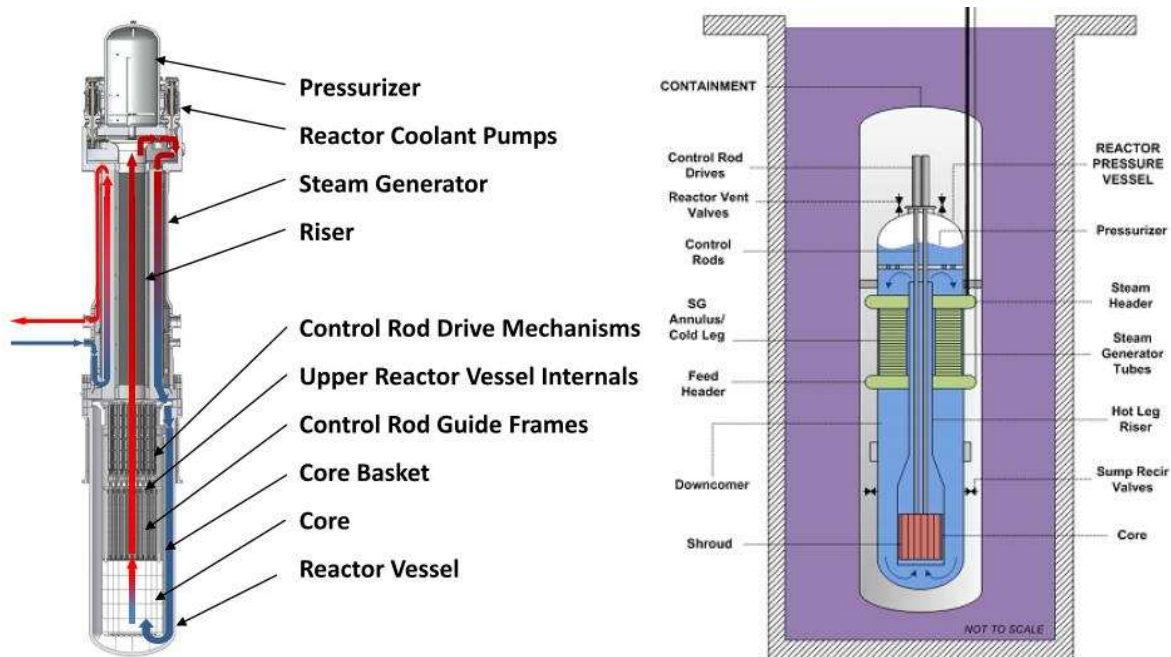 Pressurizer
Reactor Coolant Pumps
Steam Generator
Riser
Control Rod Drive Mechanisms
Upper Reactor Vessel Internals
Control Rod Guide Frames
Core Basket
Core
Reactor Vessel
CONTAINMENT
Control Rod
Drives
Reactor Vent
Valves
Control
Rods
SG
Annulus/
Cold Leg
Feed
Header
Downcomer
Shroud
REACTOR
PRESSURE
VESSEL
Pressurizer
Steam
Header
Steam
Generator
Tubes
Hot Leg
Riser
Sump Recir
Valves
Core
NOT TO SCALE